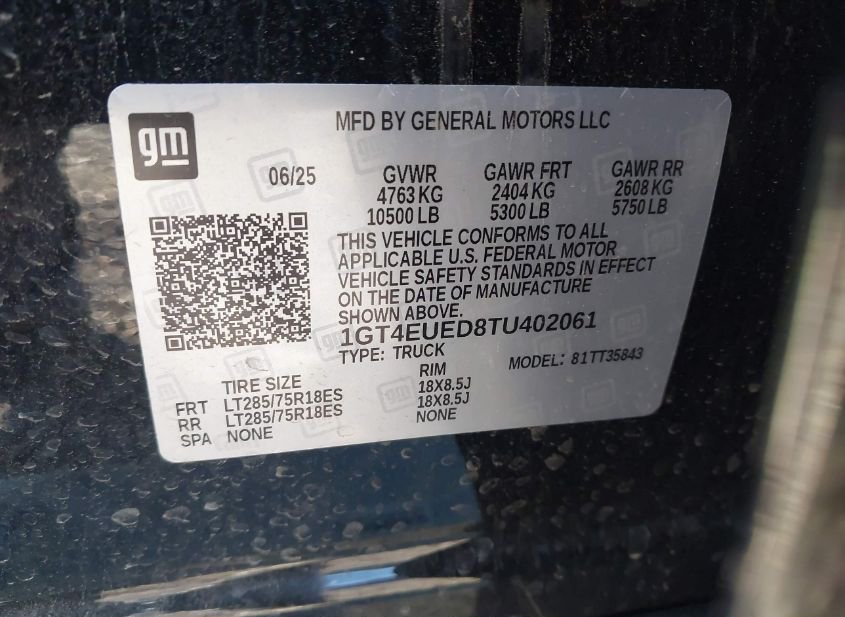 gm
MFD BY GENERAL MOTORS LLC
06/25 GVWR GAWR FRT GAWR RR
4763 KG 2404 KG 2608 KG
10500 LB 5300 LB 5750 LB
THIS VEHICLE CONFORMS TO ALL
APPLICABLE U.S. FEDERAL MOTOR
VEHICLE SAFETY STANDARDS IN EFFECT
ON THE DATE OF MANUFACTURE
SHOWN ABOVE.
1GT4EUED8TU402061
TYPE: TRUCK MODEL: 81TT35843
TIRE SIZE RIM
FRT LT285/75R18ES 18X8.5J
RR LT285/75R18ES 18X8.5J
SPA NONE NONE